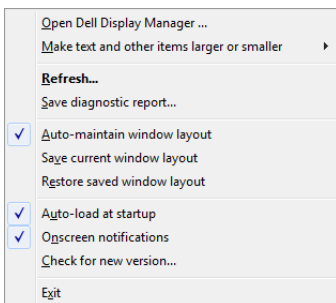 Open Dell Display Manager ...
Make text and other items larger or smaller
Refresh...
Save diagnostic report...
Auto-maintain window layout
Save current window layout
Restore saved window layout
Auto-load at startup
Onscreen notifications
Check for new version...
Exit